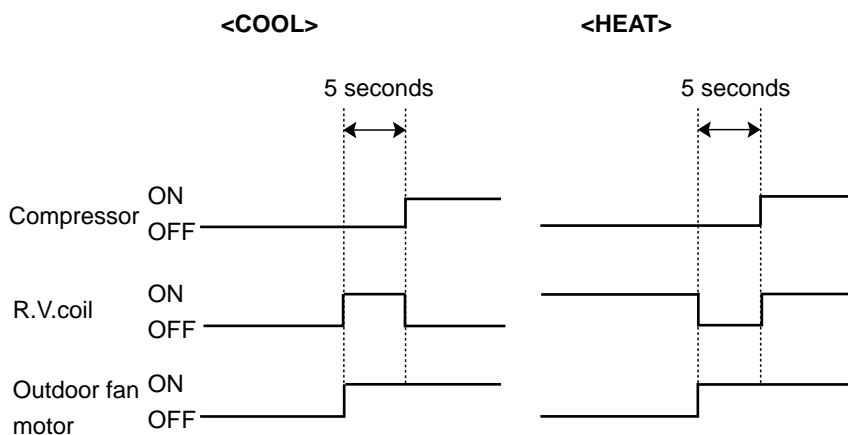 <COOL>
<HEAT>
5 seconds
5 seconds
Compressor
ON
OFF
R.V.coil
ON
OFF
Outdoor fan
motor
ON
OFF